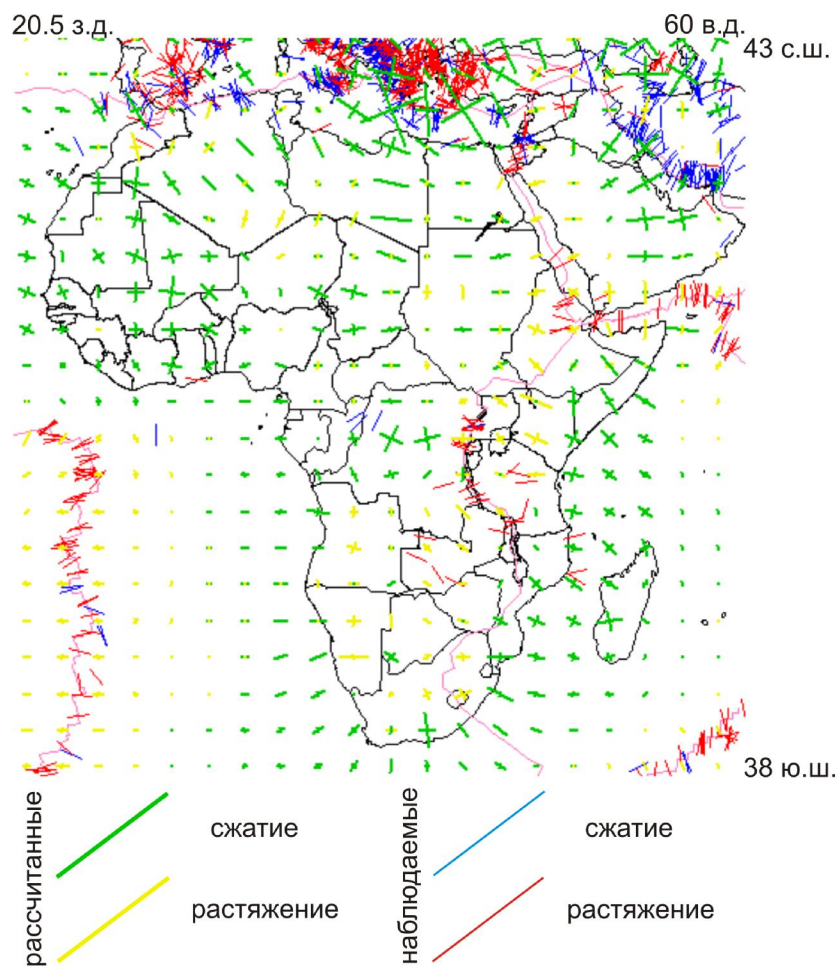 20.5 з.д.
60 в.д.
43 с.ш.
38 ю.ш.
рассчитанные
сжатие
растяжение
наблюдаемые
сжатие
растяжение